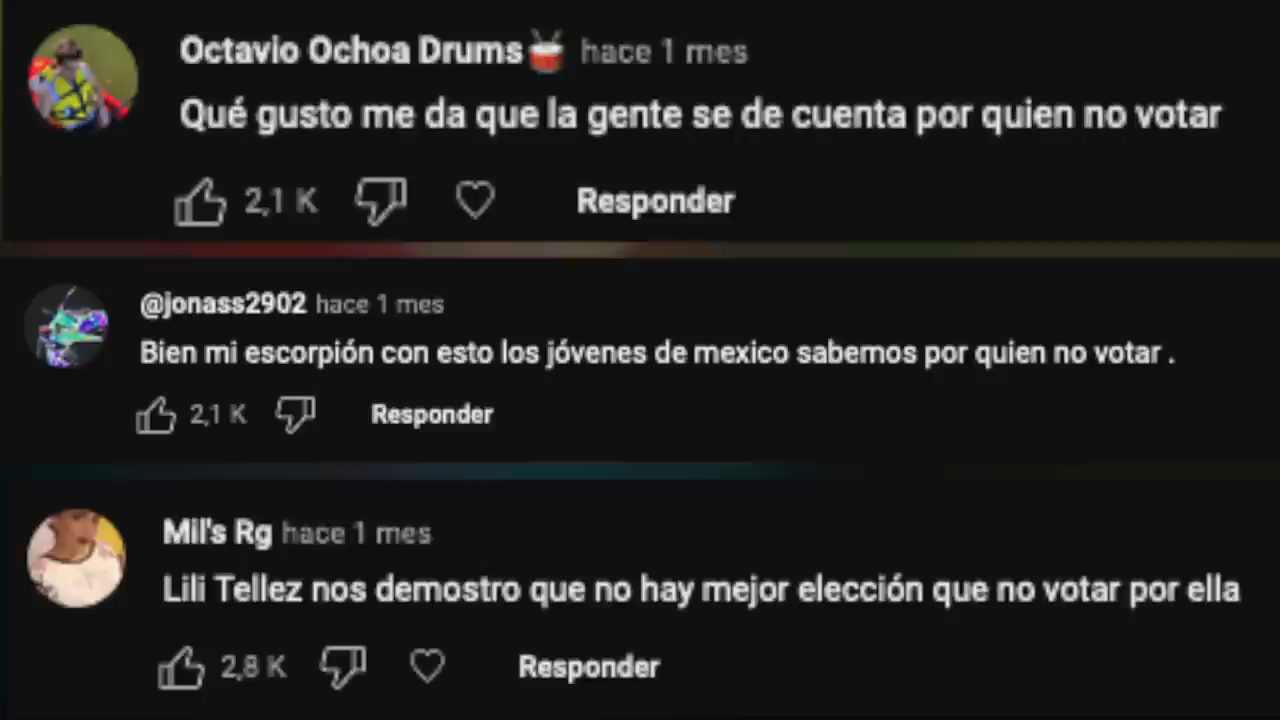 Octavio Ochoa Drums🥁 hace 1 mes
Qué gusto me da que la gente se de cuenta por quien no votar
2,1 K Responder
@jonass2902 hace 1 mes
Bien mi escorpión con esto los jóvenes de mexico sabemos por quien no votar .
2,1 K Responder
Mil's Rg hace 1 mes
Lili Tellez nos demostro que no hay mejor elección que no votar por ella
2,8 K Responder